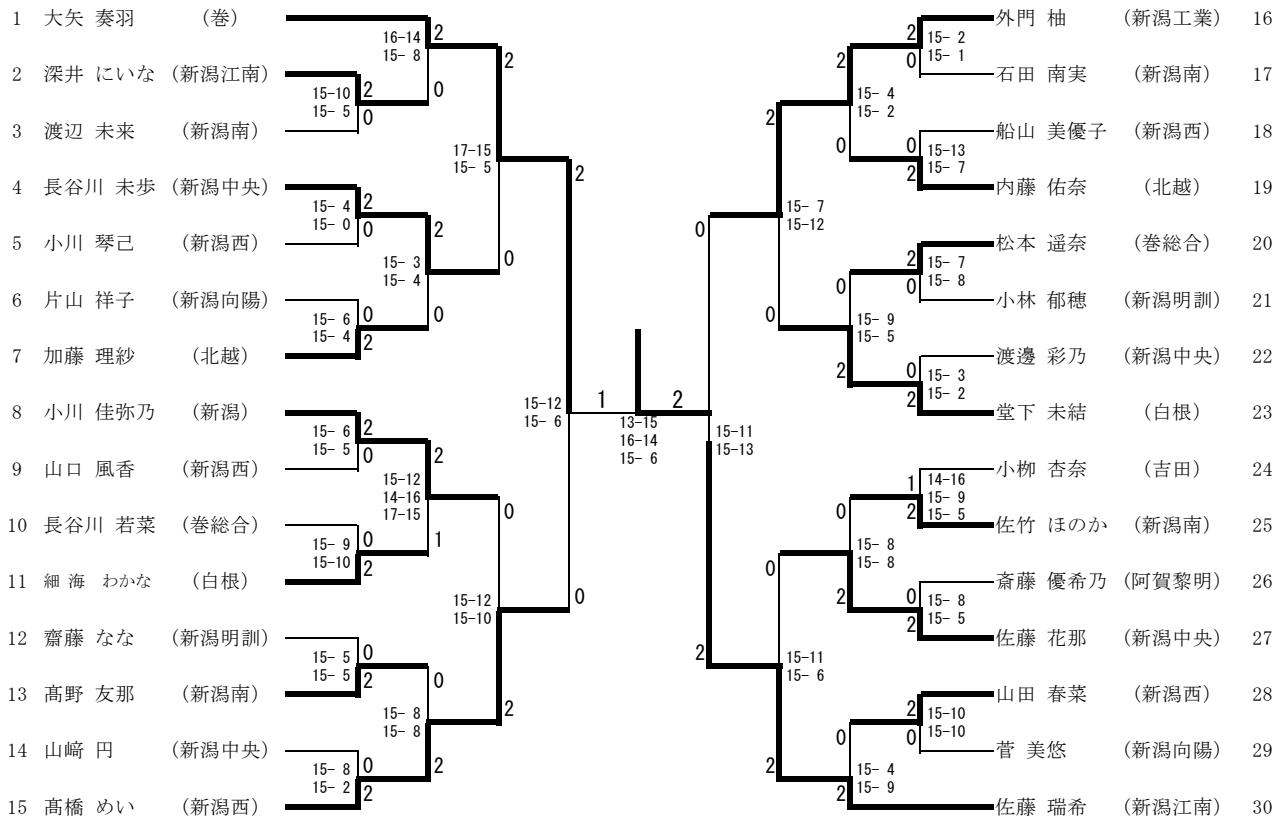 1 大矢 奏羽 (巻)
2 深井 にいな (新潟江南)
3 渡辺 未来 (新潟南)
4 長谷川 未歩 (新潟中央)
5 小川 琴己 (新潟西)
6 片山 祥子 (新潟向陽)
7 加藤 理紗 (北越)
8 小川 佳弥乃 (新潟)
9 山口 風香 (新潟西)
10 長谷川 若菜 (巻総合)
11 細海 わかな (白根)
12 齋藤 なな (新潟明訓)
13 髙野 友那 (新潟南)
14 山﨑 円 (新潟中央)
15 髙橋 めい (新潟西)
15-10 2
15- 5 0
15- 4 2
15- 0 0
15- 6 0
15- 4 2
15- 6 2
15- 5 0
15- 9 0
15-10 2
15- 5 0
15- 5 2
15- 8 0
15- 2 2
16-14 2
15- 8
0
2
15- 3
15- 4
0
2
15-12
14-16
17-15
1
0
15- 8
15- 8
2
2
17-15
15- 5
0
0
15-12
15-10
2
2
15-12
15- 6
0
1 2
13-15
16-14
15- 6
0
15-11
15-13
2
2
15- 7
15-12
0
0
15-11
15- 6
2
2
15- 4
15- 2
0
0
15- 9
15- 5
2
0
15- 8
15- 8
2
0
15- 4
15- 9
2
2 15- 2
0 15- 1
0 15-13
2 15- 7
2 15- 7
0 15- 8
0 15- 3
2 15- 2
1 14-16
15- 9
2 15- 5
0 15- 8
2 15- 5
2 15-10
0 15-10
外門 柚 (新潟工業) 16
石田 南実 (新潟南) 17
船山 美優子 (新潟西) 18
内藤 佑奈 (北越) 19
松本 遥奈 (巻総合) 20
小林 郁穂 (新潟明訓) 21
渡邊 彩乃 (新潟中央) 22
堂下 未結 (白根) 23
小栁 杏奈 (吉田) 24
佐竹 ほのか (新潟南) 25
斎藤 優希乃 (阿賀黎明) 26
佐藤 花那 (新潟中央) 27
山田 春菜 (新潟西) 28
菅 美悠 (新潟向陽) 29
佐藤 瑞希 (新潟江南) 30